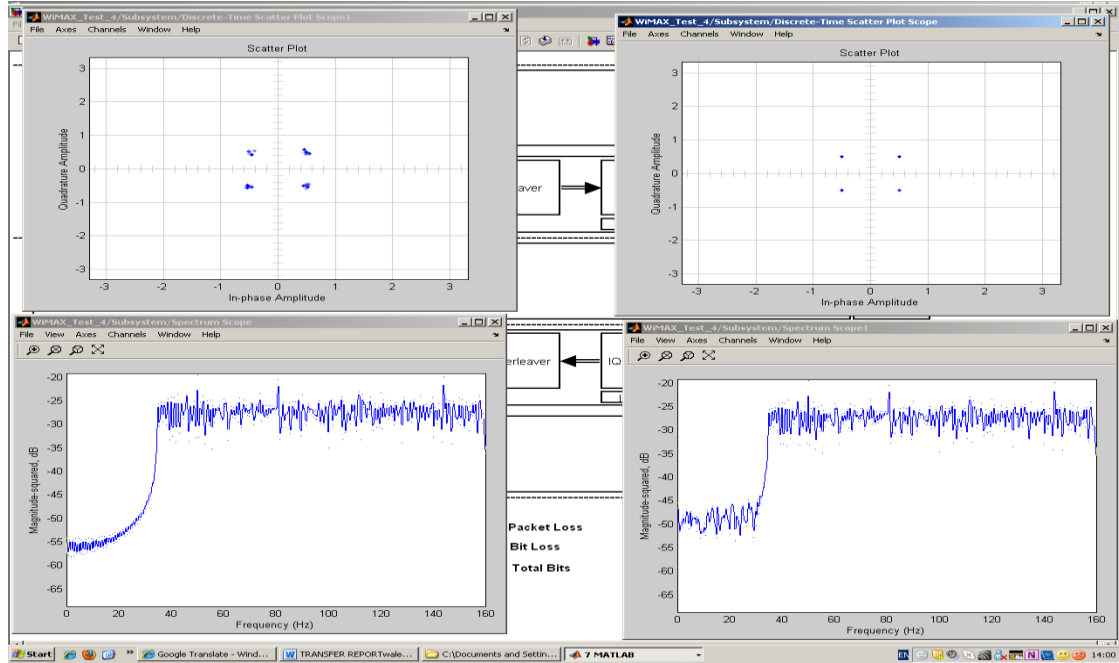 WiMAX_Test_4/Subsystem/Discrete-Time Scatter Plot Scope1
File Axes Channels Window Help
Scatter Plot
3
2
1
0
-1
-2
-3
Quadrature Amplitude
-3 -2 -1 0 1 2 3
In-phase Amplitude
WiMAX_Test_4/Subsystem/Discrete-Time Scatter Plot Scope
File Axes Channels Window Help
Scatter Plot
3
2
1
0
-1
-2
-3
Quadrature Amplitude
-3 -2 -1 0 1 2 3
In-phase Amplitude
aver
WiMAX_Test_4/Subsystem/Spectrum Scope
File View Axes Channels Window Help
-20
-25
-30
-35
-40
-45
-50
-55
-60
-65
Magnitude-squared, dB
0 20 40 60 80 100 120 140 160
Frequency (Hz)
erleaver
IQ
Packet Loss
Bit Loss
Total Bits
WiMAX_Test_4/Subsystem/Spectrum Scope1
File View Axes Channels Window Help
-20
-25
-30
-35
-40
-45
-50
-55
-60
-65
Magnitude-squared, dB
0 20 40 60 80 100 120 140 160
Frequency (Hz)
Start
Google Translate - Wind...
TRANSFER REPORTwale...
C:\Documents and Settin...
7 MATLAB
EN
14:00